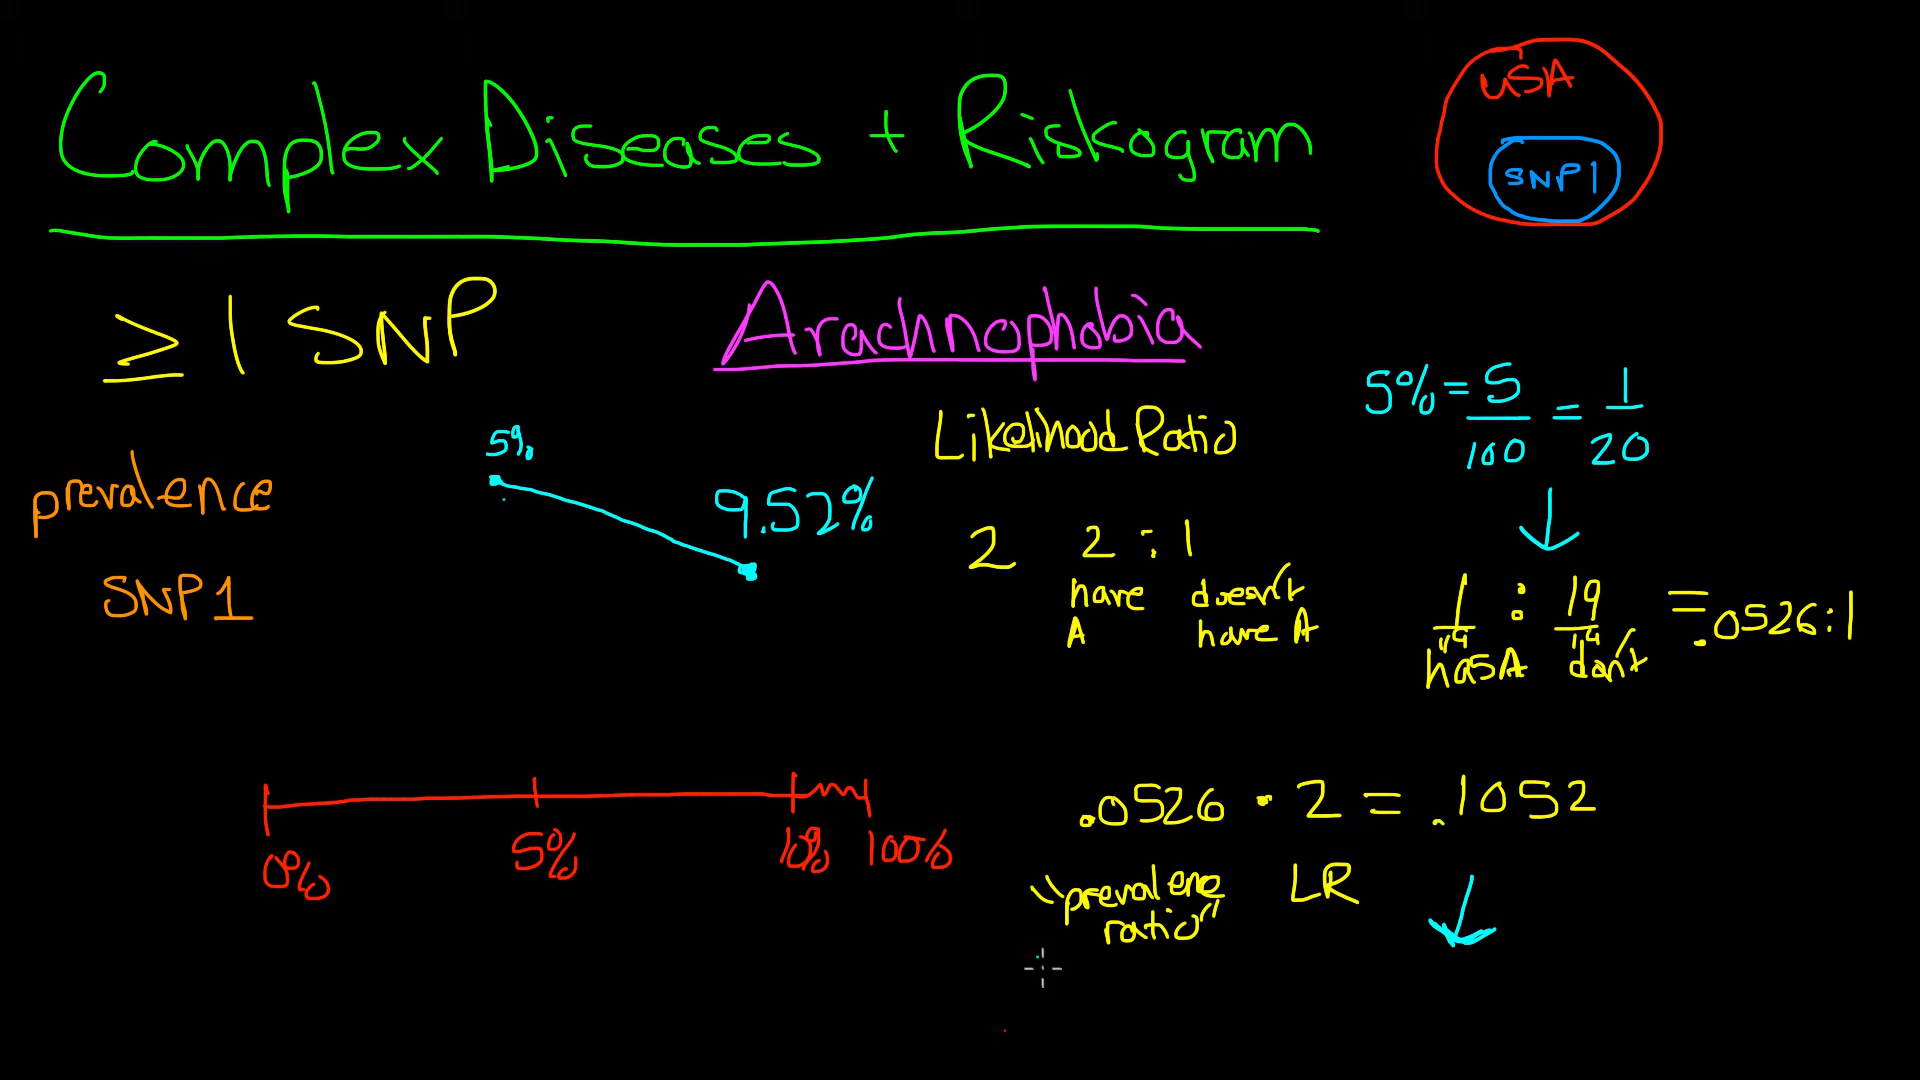 Complex Diseases + Riskogram
USA
SNP1
≥ 1 SNP
Arachnophobia
prevalence
SNP1
5%
9.52%
Likelihood Ratio
2 2 : 1
have A
doesn't have A
5% = 5/100 = 1/20
1/19 : 19/19 = .0526 : 1
has A don't
0% 5% 10% 100%
.0526 · 2 = .1052
"prevalence ratio" LR